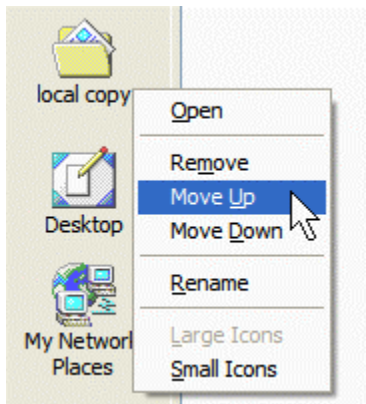 local copy
Open
Remove
Move Up
Desktop
Move Down
Rename
My Network
Places
Large Icons
Small Icons